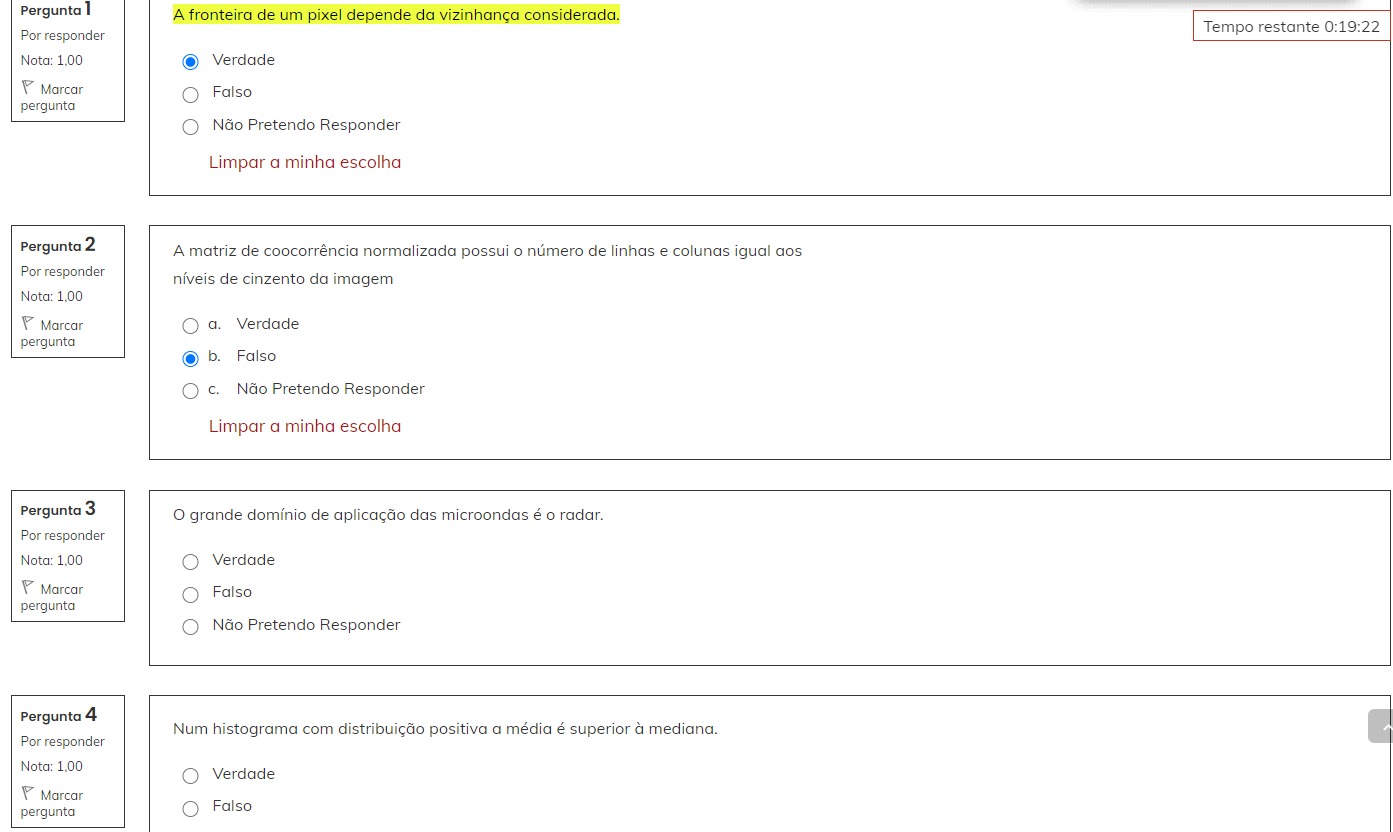 Pergunta 1
Por responder
Nota: 1,00
Marcar
pergunta
A fronteira de um pixel depende da vizinhança considerada.
Tempo restante 0:19:22
Verdade
Falso
Não Pretendo Responder
Limpar a minha escolha
Pergunta 2
Por responder
Nota: 1,00
Marcar
pergunta
A matriz de coocorrência normalizada possui o número de linhas e colunas igual aos
níveis de cinzento da imagem
a. Verdade
b. Falso
c. Não Pretendo Responder
Limpar a minha escolha
Pergunta 3
Por responder
Nota: 1,00
Marcar
pergunta
O grande domínio de aplicação das microondas é o radar.
Verdade
Falso
Não Pretendo Responder
Pergunta 4
Por responder
Nota: 1,00
Marcar
pergunta
Num histograma com distribuição positiva a média é superior à mediana.
Verdade
Falso